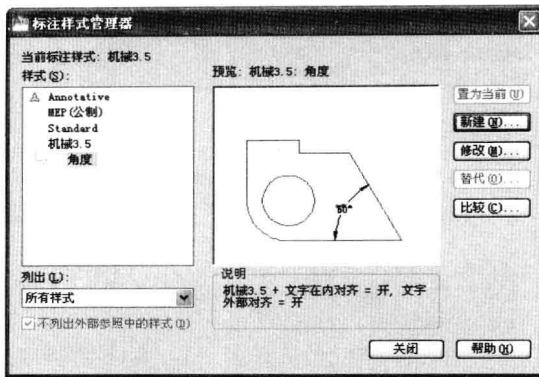 标注样式管理器
当前标注样式: 机械3.5
样式(S):
Annotative
MEP(公制)
Standard
机械3.5
角度
预览: 机械3.5: 角度
60°
置为当前(U)
新建(N)...
修改(M)...
替代(O)...
比较(C)...
列出(L):
所有样式
不列出外部参照中的样式(D)
说明
机械3.5 + 文字在内对齐 = 开, 文字
外部对齐 = 开
关闭
帮助(H)